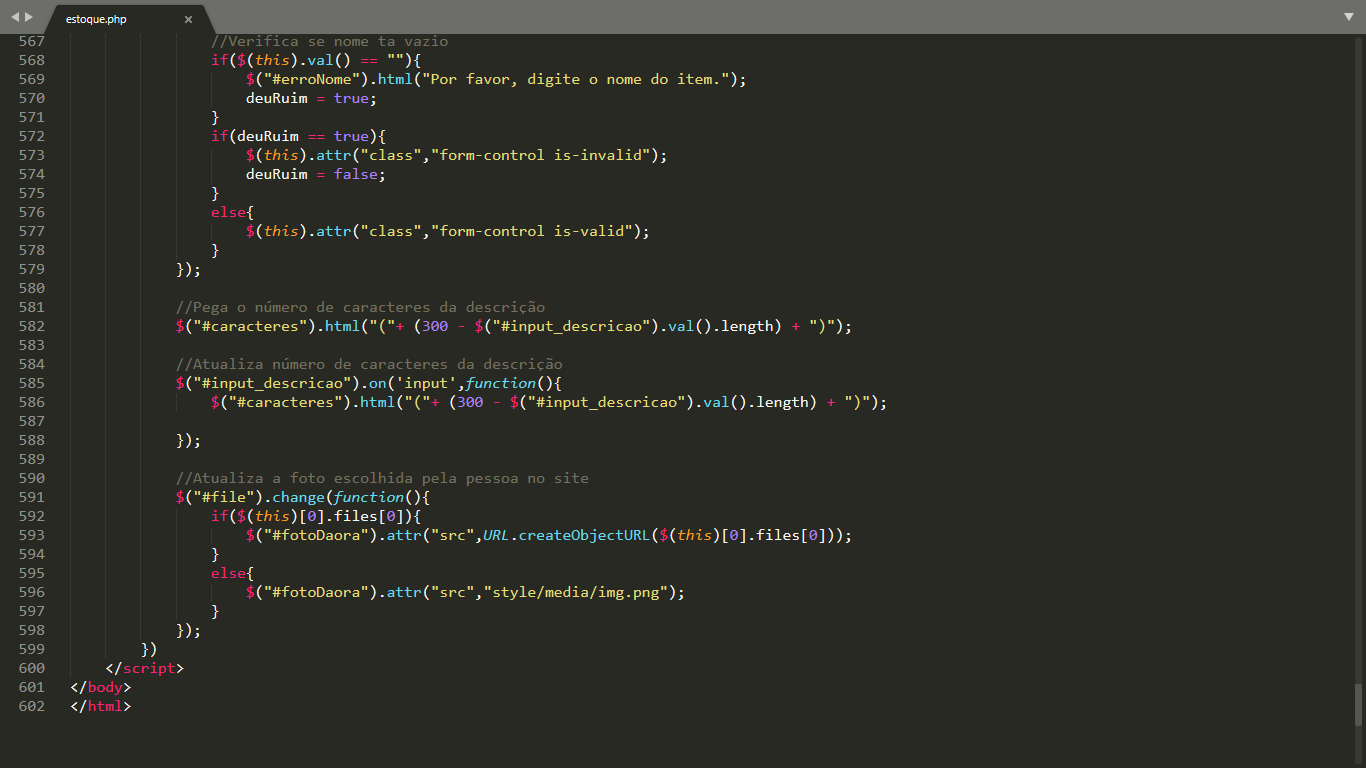 estoque.php ×
567 //Verifica se nome ta vazio
568 if($(this).val() == ""){
569 $("#erroNome").html("Por favor, digite o nome do item.");
570 deuRuim = true;
571 }
572 if(deuRuim == true){
573 $(this).attr("class","form-control is-invalid");
574 deuRuim = false;
575 }
576 else{
577 $(this).attr("class","form-control is-valid");
578 }
579 });
580
581 //Pega o número de caracteres da descrição
582 $("#caracteres").html("("+ (300 - $("#input_descricao").val().length) + ")");
583
584 //Atualiza número de caracteres da descrição
585 $("#input_descricao").on('input',function(){
586 $("#caracteres").html("("+ (300 - $("#input_descricao").val().length) + ")");
587
588 });
589
590 //Atualiza a foto escolhida pela pessoa no site
591 $("#file").change(function(){
592 if($(this)[0].files[0]){
593 $("#fotoDaora").attr("src",URL.createObjectURL($(this)[0].files[0]));
594 }
595 else{
596 $("#fotoDaora").attr("src","style/media/img.png");
597 }
598 });
599 })
600 </script>
601 </body>
602 </html>